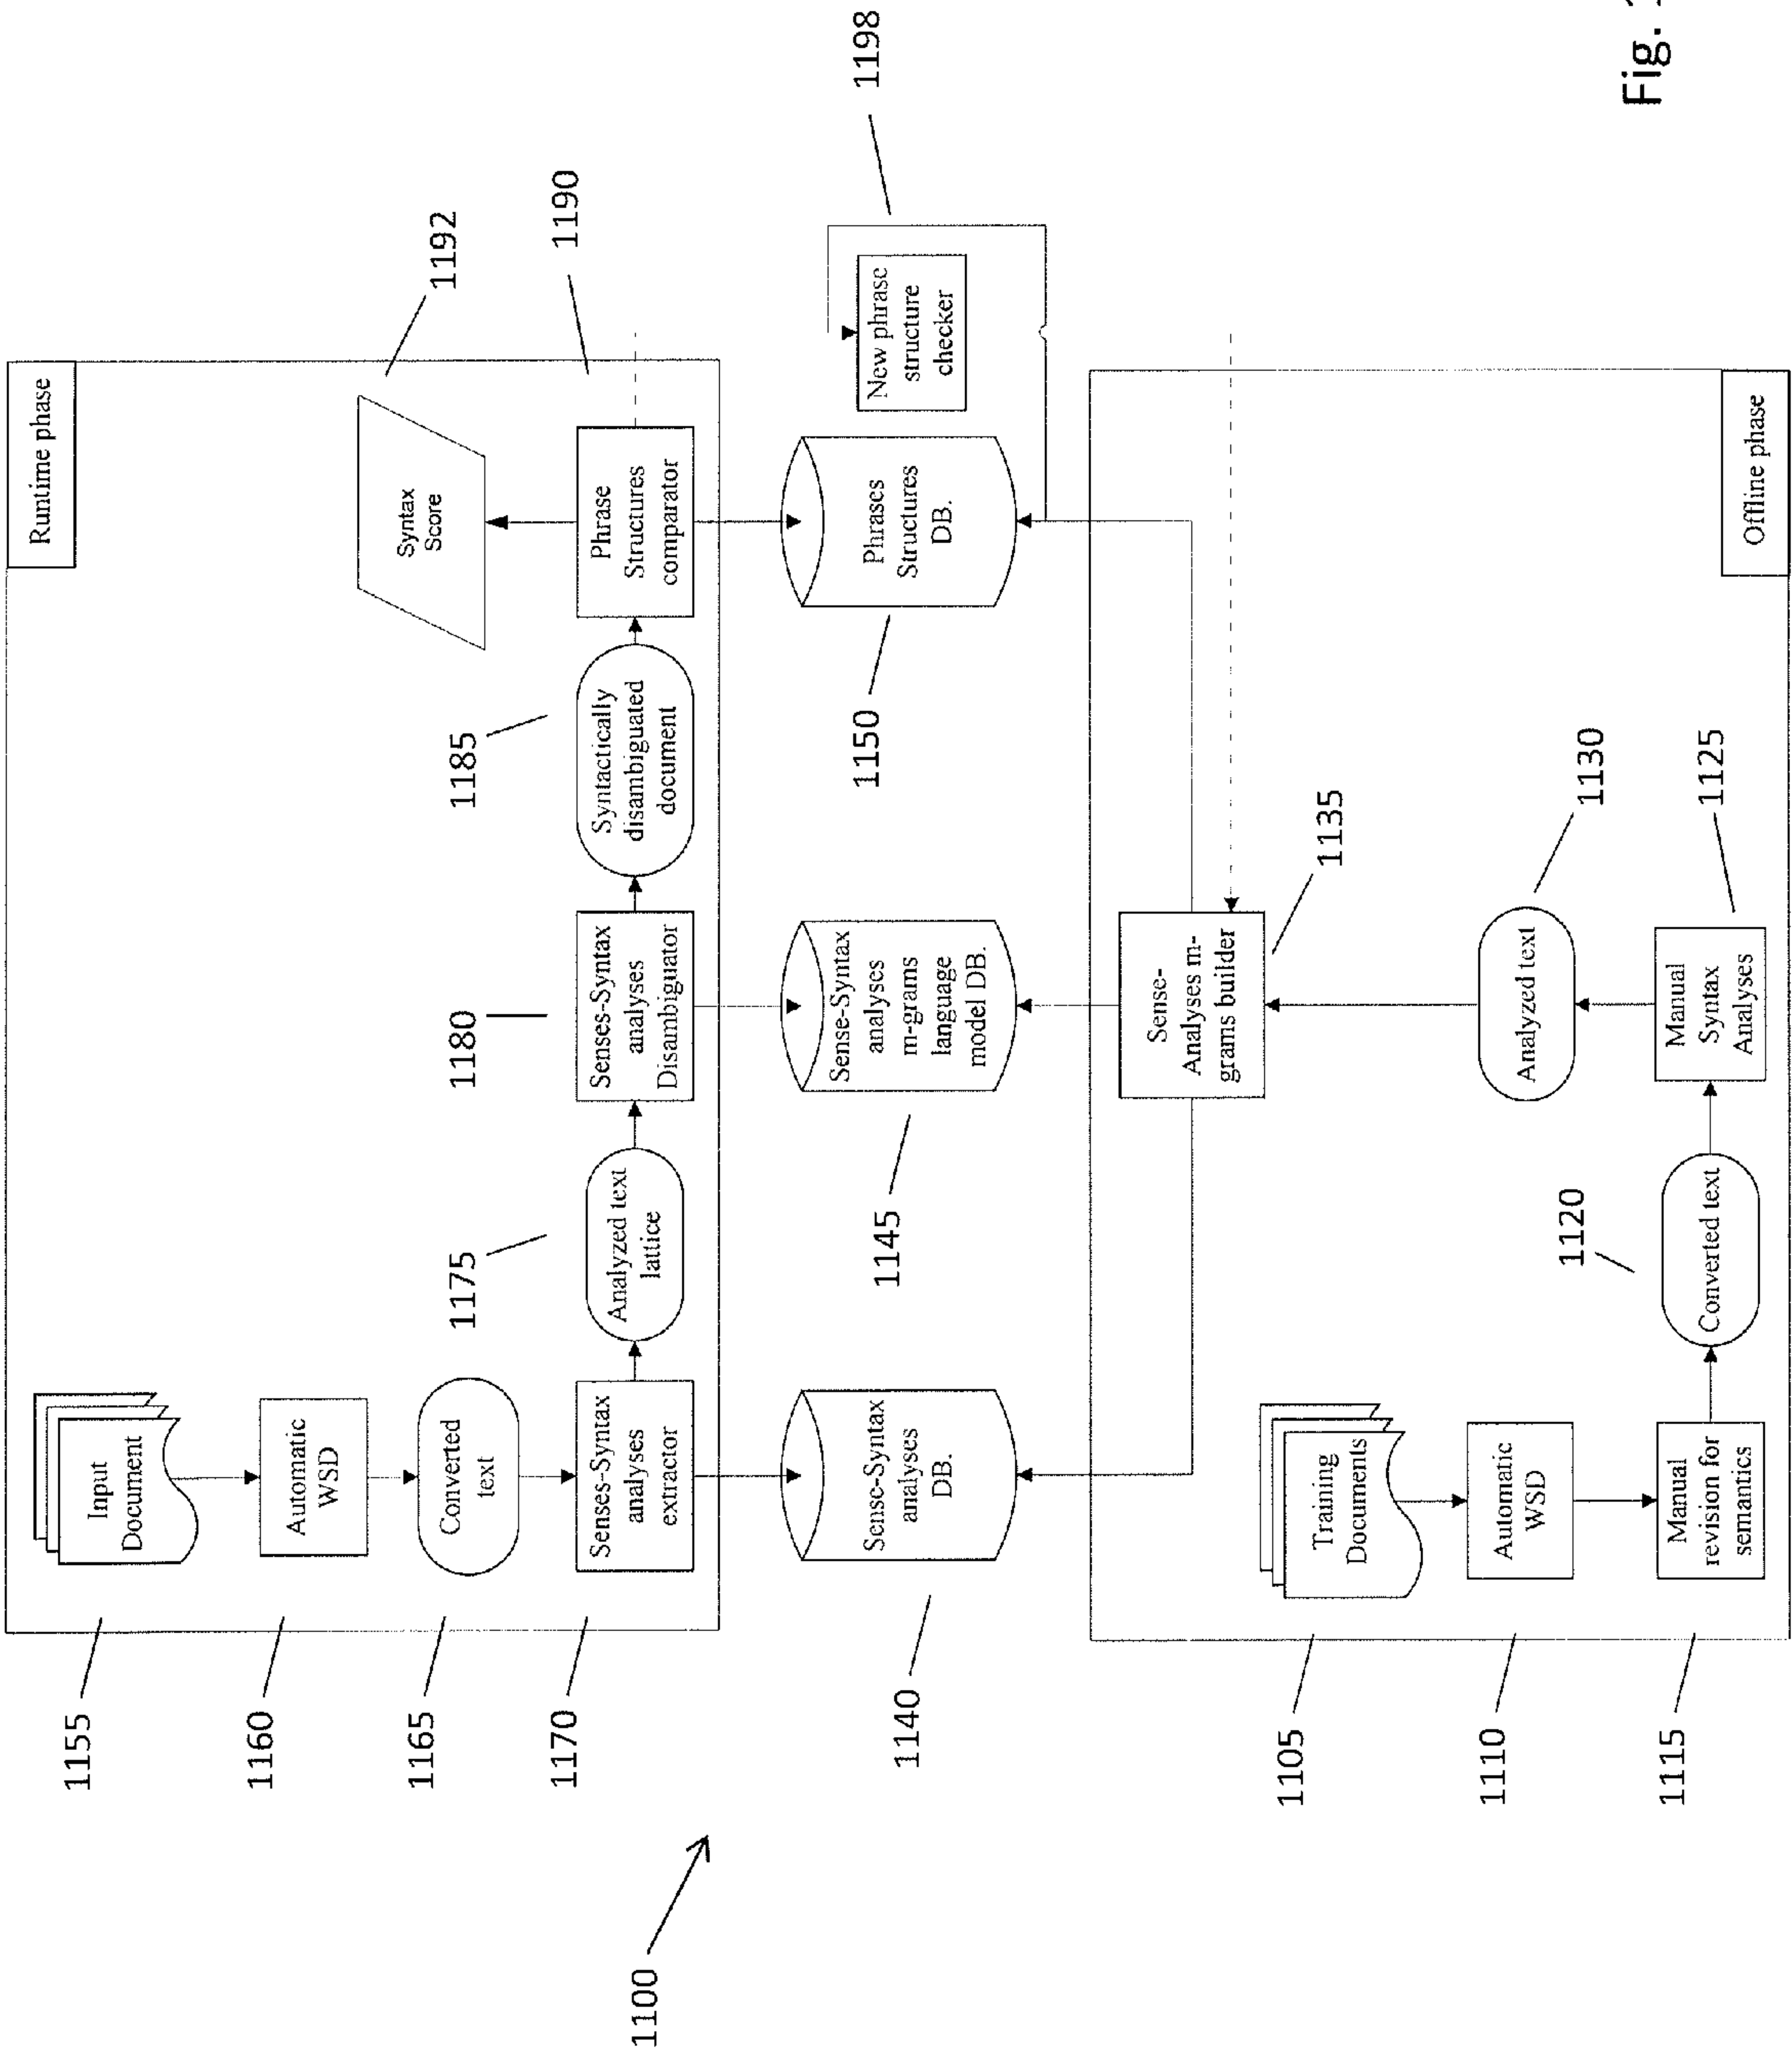 Runtime phase
Input
Document
Automatic
WSD
Converted
text
Senses-Syntax
analyses
extractor
Analyzed text
lattice
Senses-Syntax
analyses
Disambiguator
Syntactically
disambiguated
document
Phrase
Structures
comparator
Syntax
Score
1155
1160
1165
1170
1175
1180
1185
1192
1190
Sense-Syntax
analyses
DB.
Sense-Syntax
analyses
m-grams
language
model DB.
Phrases
Structures
DB.
New phrase
structure
checker
1140
1145
1150
1198
1100
Sense-
Analyses m-
grams builder
1135
Training
Documents
Automatic
WSD
Manual
revision for
semantics
Converted text
Manual
Syntax
Analyses
Analyzed text
1105
1110
1115
1120
1125
1130
Offline phase
Fig.